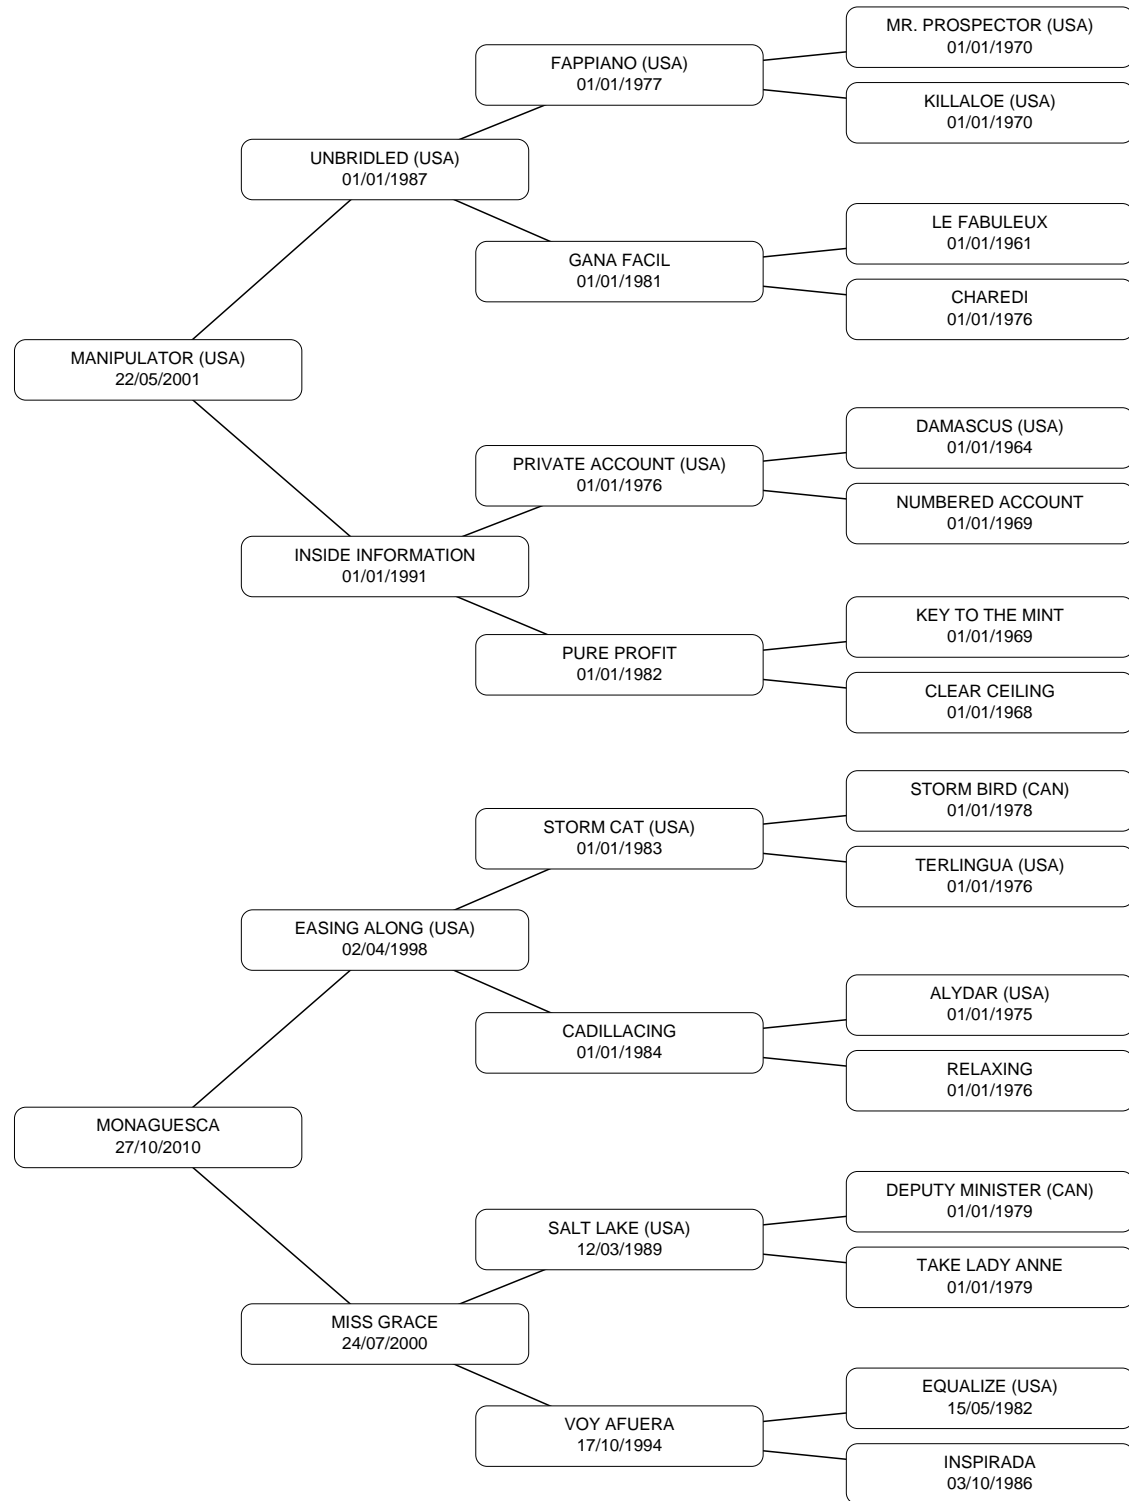 MR. PROSPECTOR (USA)
01/01/1970
FAPPIANO (USA)
01/01/1977
KILLALOE (USA)
01/01/1970
UNBRIDLED (USA)
01/01/1987
LE FABULEUX
01/01/1961
GANA FACIL
01/01/1981
CHAREDI
01/01/1976
MANIPULATOR (USA)
22/05/2001
DAMASCUS (USA)
01/01/1964
PRIVATE ACCOUNT (USA)
01/01/1976
NUMBERED ACCOUNT
01/01/1969
INSIDE INFORMATION
01/01/1991
KEY TO THE MINT
01/01/1969
PURE PROFIT
01/01/1982
CLEAR CEILING
01/01/1968
STORM BIRD (CAN)
01/01/1978
STORM CAT (USA)
01/01/1983
TERLINGUA (USA)
01/01/1976
EASING ALONG (USA)
02/04/1998
ALYDAR (USA)
01/01/1975
CADILLACING
01/01/1984
RELAXING
01/01/1976
MONAGUESCA
27/10/2010
DEPUTY MINISTER (CAN)
01/01/1979
SALT LAKE (USA)
12/03/1989
TAKE LADY ANNE
01/01/1979
MISS GRACE
24/07/2000
EQUALIZE (USA)
15/05/1982
VOY AFUERA
17/10/1994
INSPIRADA
03/10/1986